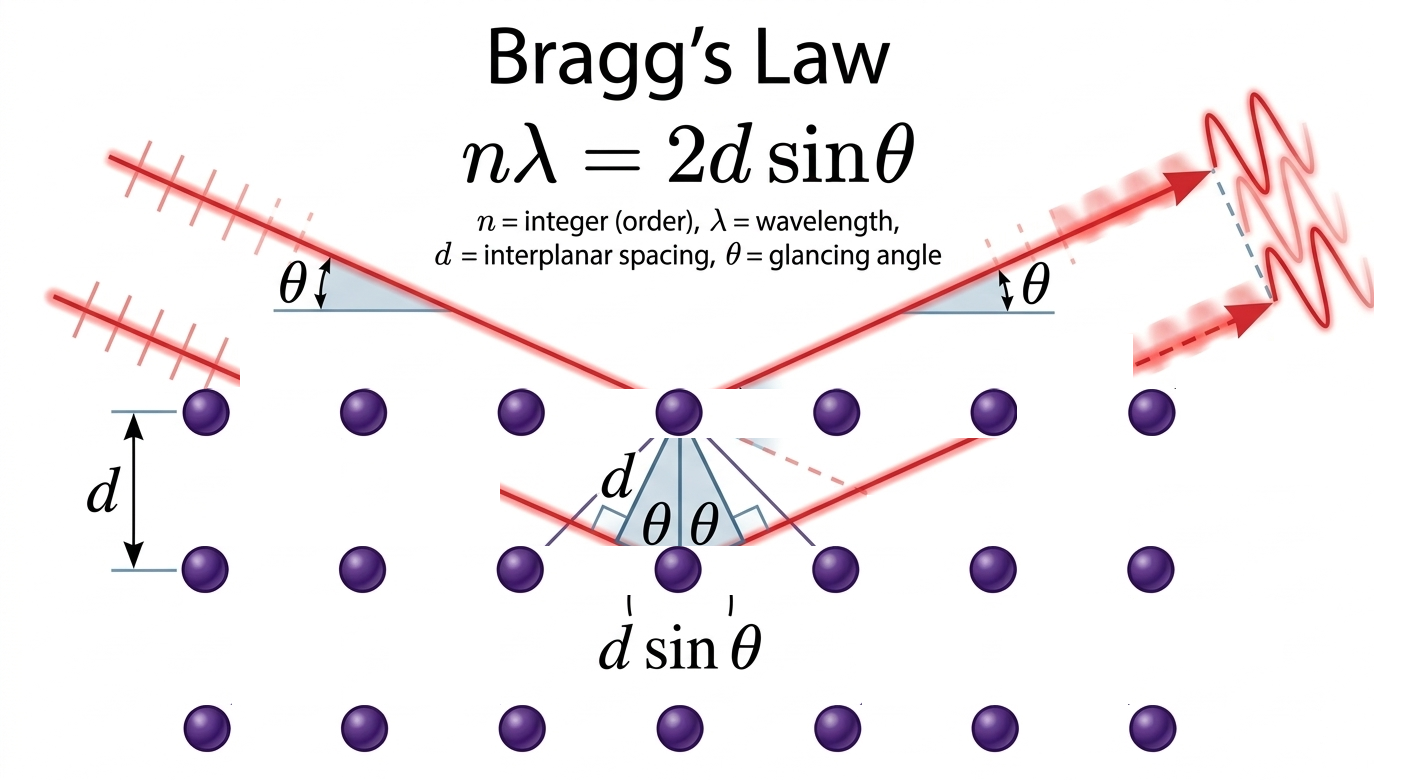 Bragg’s Law
nλ = 2d sinθ
n = integer (order), λ = wavelength,
d = interplanar spacing, θ = glancing angle
θ
θ
d
d
θ θ
d sin θ